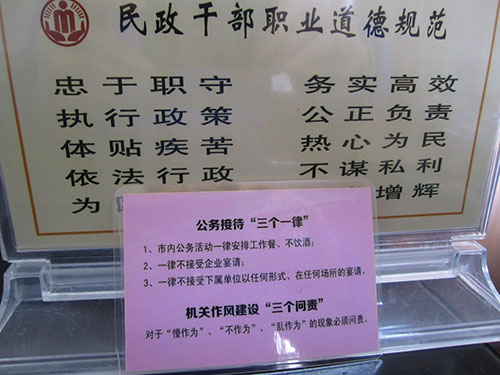 民政干部职业道德规范
忠于职守 务实高效
执行政策 公正负责
体贴疾苦 热心为民
依法行政 不谋私利
为 增辉
公务接待“三个一律”
1、市内公务活动一律安排工作餐、不饮酒;
2、一律不接受企业宴请;
3、一律不接受下属单位以任何形式、在任何场所的宴请。
机关作风建设“三个问责”
对于“慢作为”、“不作为”、“乱作为”的现象必须问责。